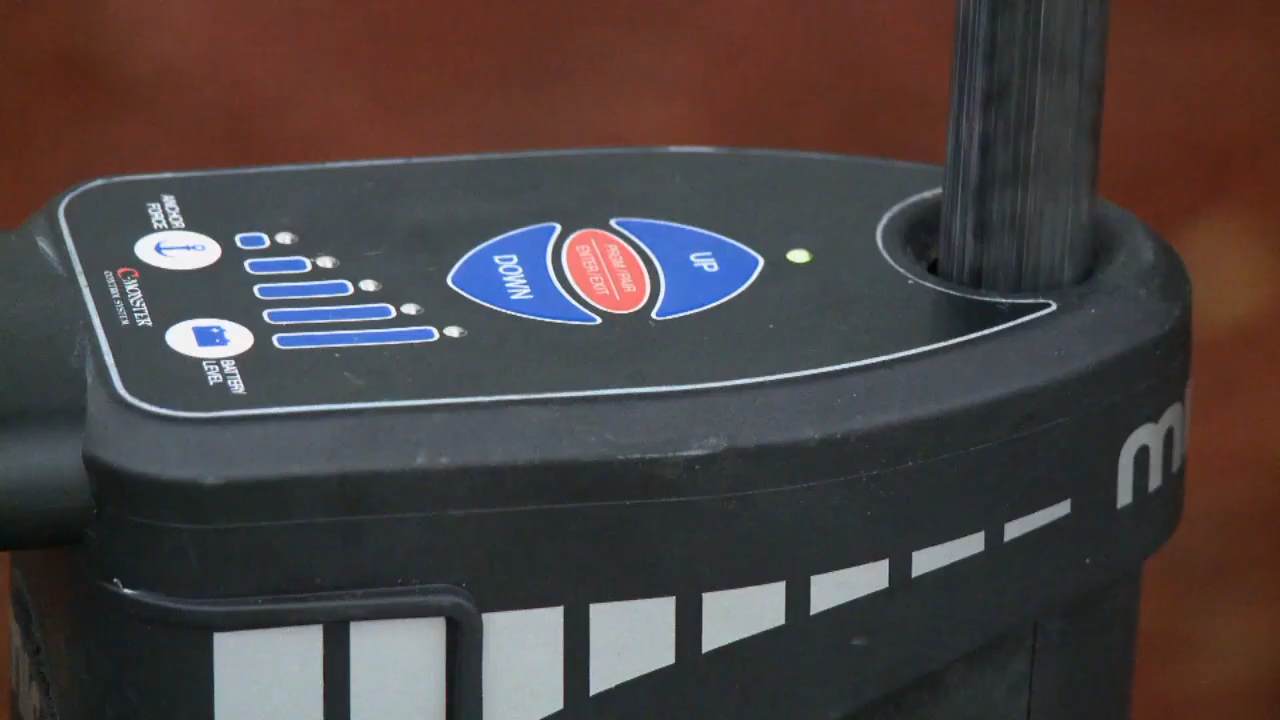 ANCHOR
FORCE
C-MONSTER
CONTROL SYSTEM
BATTERY
LEVEL
DOWN
PROG / PAIR
ENTER / EXIT
UP